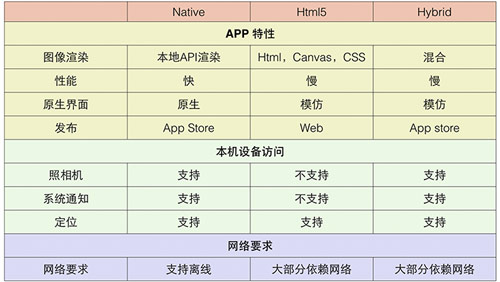 Native Html5 Hybrid
APP 特性
图像渲染 本地API渲染 Html，Canvas，CSS 混合
性能 快 慢 慢
原生界面 原生 模仿 模仿
发布 App Store Web App store
本机设备访问
照相机 支持 不支持 支持
系统通知 支持 不支持 支持
定位 支持 支持 支持
网络要求
网络要求 支持离线 大部分依赖网络 大部分依赖网络